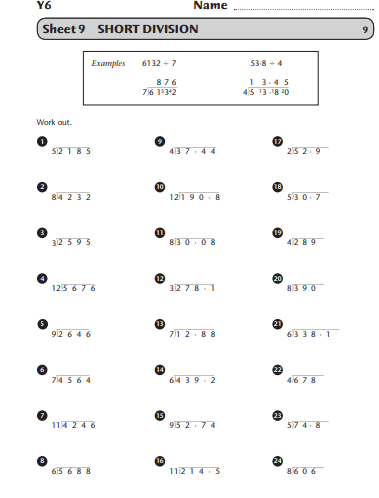 Y6 Name
Sheet 9 SHORT DIVISION 9
Examples 6132 ÷ 7 53·8 ÷ 4
8 7 6 1 3 · 4 5
7 6 1 ⁵3 ⁴2 4 5 ¹3 · ¹8 ²0
Work out.
1 5 2 1 8 5 9 4 3 7 · 4 4 17 2 5 2 · 9
2 8 4 2 3 2 10 12 1 9 0 · 8 18 5 3 0 · 7
3 3 2 5 9 5 11 8 3 0 · 0 8 19 4 2 8 9
4 12 5 6 7 6 12 3 2 7 8 · 1 20 8 3 9 0
5 9 2 6 4 6 13 7 1 2 · 8 8 21 6 3 3 8 · 1
6 7 4 5 6 4 14 6 4 3 9 · 2 22 4 6 7 8
7 11 4 2 4 6 15 9 5 2 · 7 4 23 5 7 4 · 8
8 6 5 6 8 8 16 11 2 1 4 · 5 24 8 6 0 6